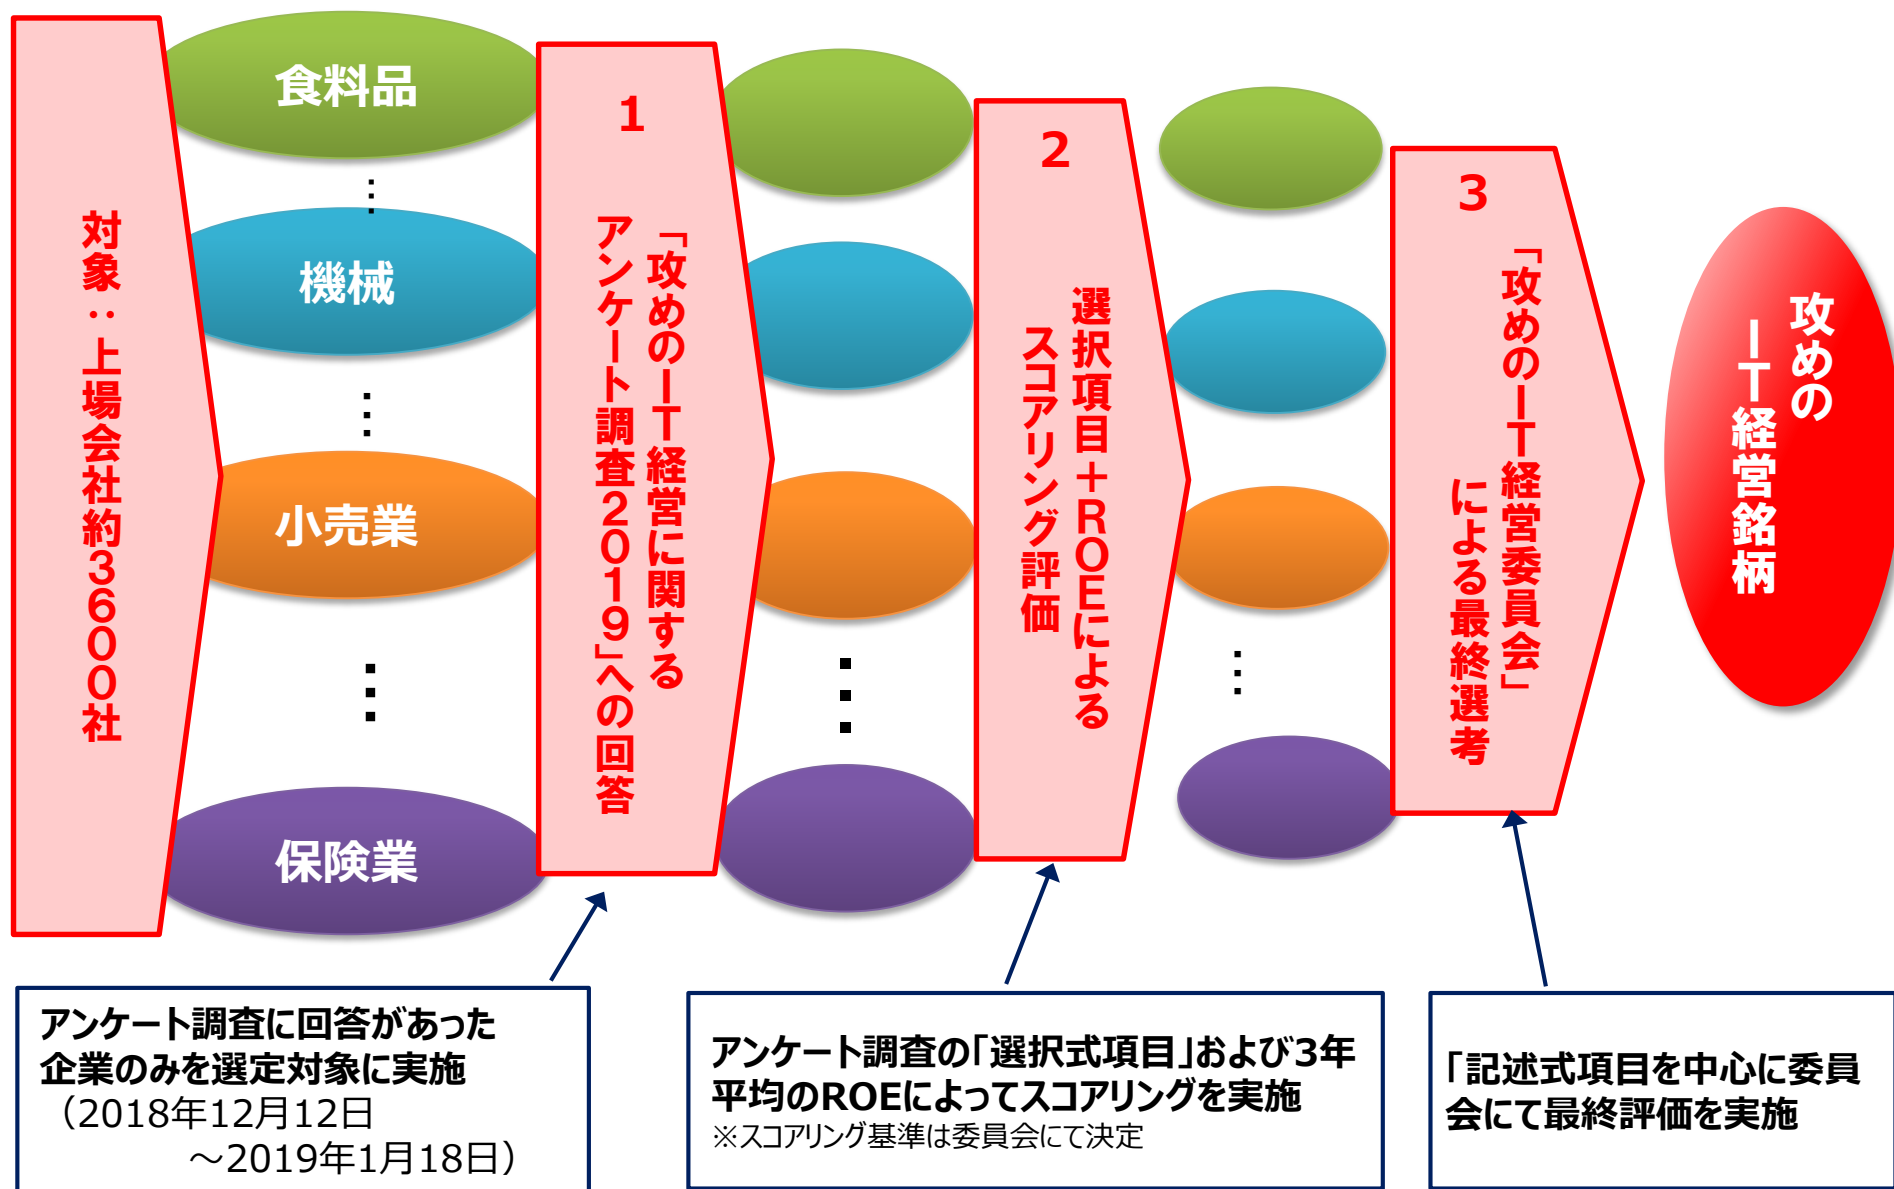 対象：上場会社約３６００社
食料品
…
機械
…
小売業
…
保険業
1
「攻めのＩＴ経営に関する
アンケート調査２０１９」への回答
…
2
選択項目＋ＲＯＥによる
スコアリング評価
…
3
「攻めのＩＴ経営委員会」
による最終選考
攻めの
ＩＴ経営銘柄
アンケート調査に回答があった
企業のみを選定対象に実施
（2018年12月12日
～2019年1月18日）
アンケート調査の「選択式項目」および3年
平均のROEによってスコアリングを実施
※スコアリング基準は委員会にて決定
「記述式項目を中心に委員
会にて最終評価を実施